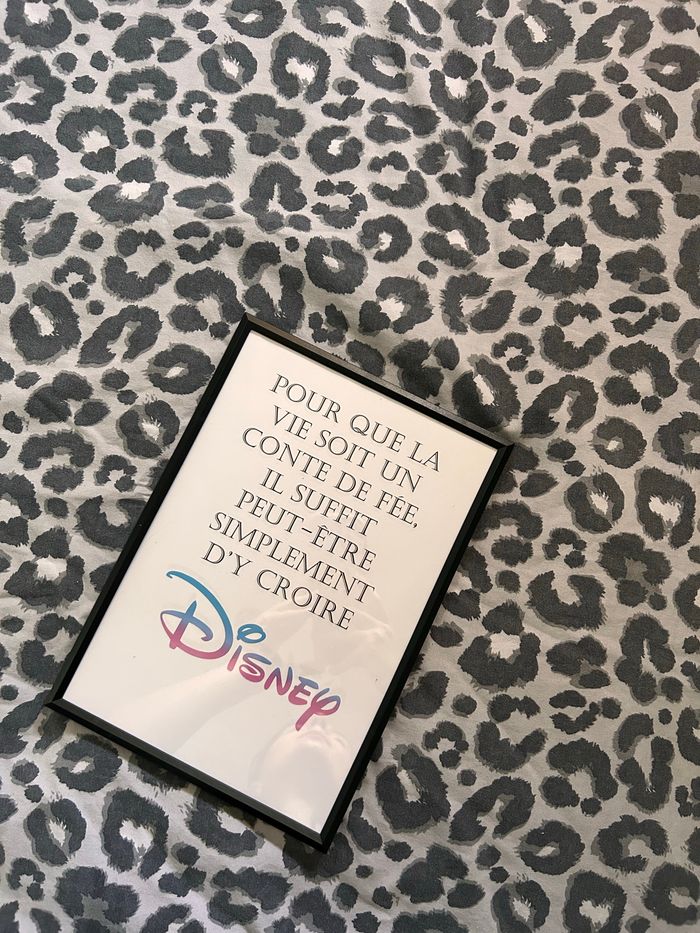 POUR QUE LA
VIE SOIT UN
CONTE DE FÉE,
IL SUFFIT
PEUT-ÊTRE
SIMPLEMENT
D'Y CROIRE
DISNEY